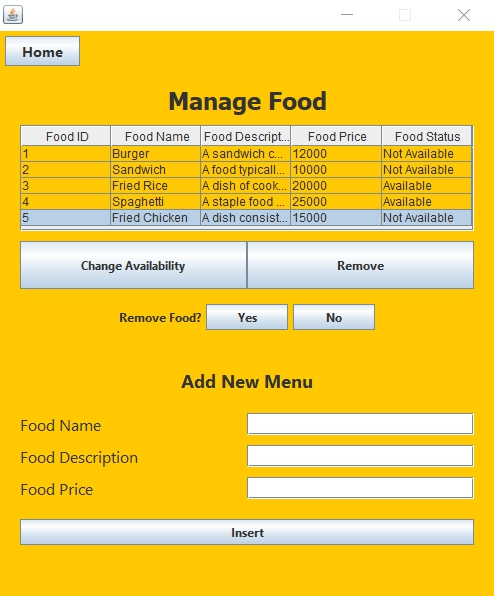 Home
Manage Food
Food ID Food Name Food Descript... Food Price Food Status
1 Burger A sandwich c... 12000 Not Available
2 Sandwich A food typicall... 10000 Not Available
3 Fried Rice A dish of cook... 20000 Available
4 Spaghetti A staple food ... 25000 Available
5 Fried Chicken A dish consist... 15000 Not Available
Change Availability Remove
Remove Food? Yes No
Add New Menu
Food Name
Food Description
Food Price
Insert